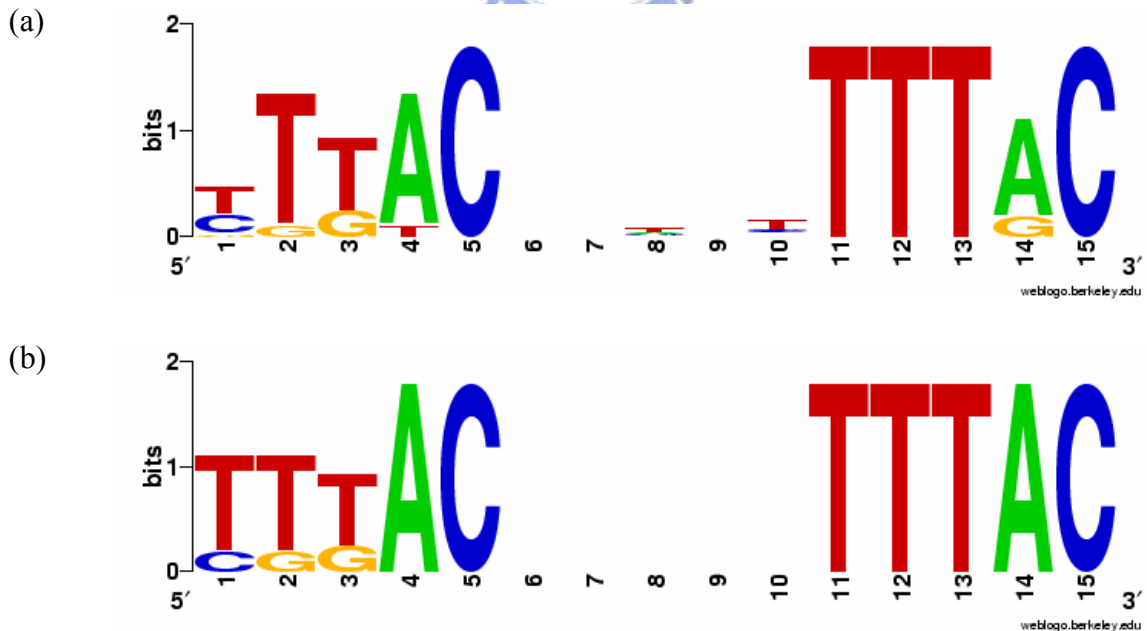 (a)
2
bits
1
0
T C T G T G A T C T T T T A G C
1 2 3 4 5 6 7 8 9 10 11 12 13 14 15
5′ 3′
weblogo.berkeley.edu
(b)
2
bits
1
0
T C T G T G A C T T T A C
1 2 3 4 5 6 7 8 9 10 11 12 13 14 15
5′ 3′
weblogo.berkeley.edu